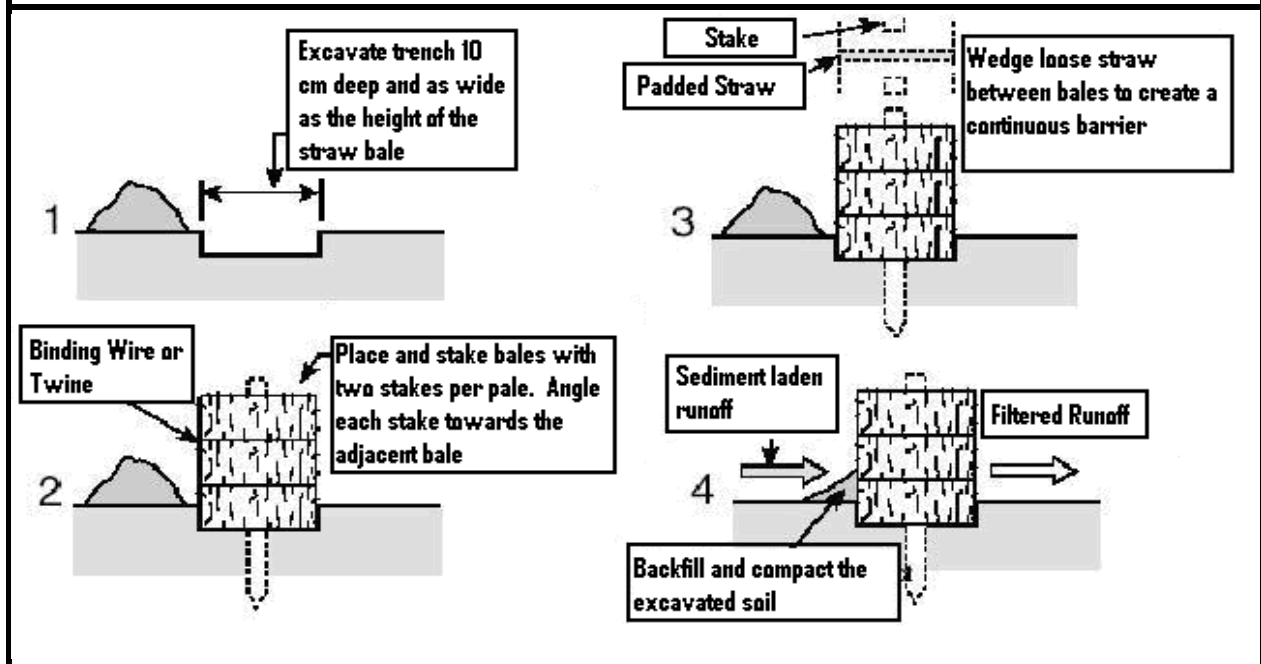 Excavate trench 10
cm deep and as wide
as the height of the
straw bale
1
Binding Wire or
Twine
Place and stake bales with
two stakes per pale. Angle
each stake towards the
adjacent bale
2
Stake
Padded Straw
Wedge loose straw
between bales to create a
continuous barrier
3
Sediment laden
runoff
Filtered Runoff
4
Backfill and compact the
excavated soil